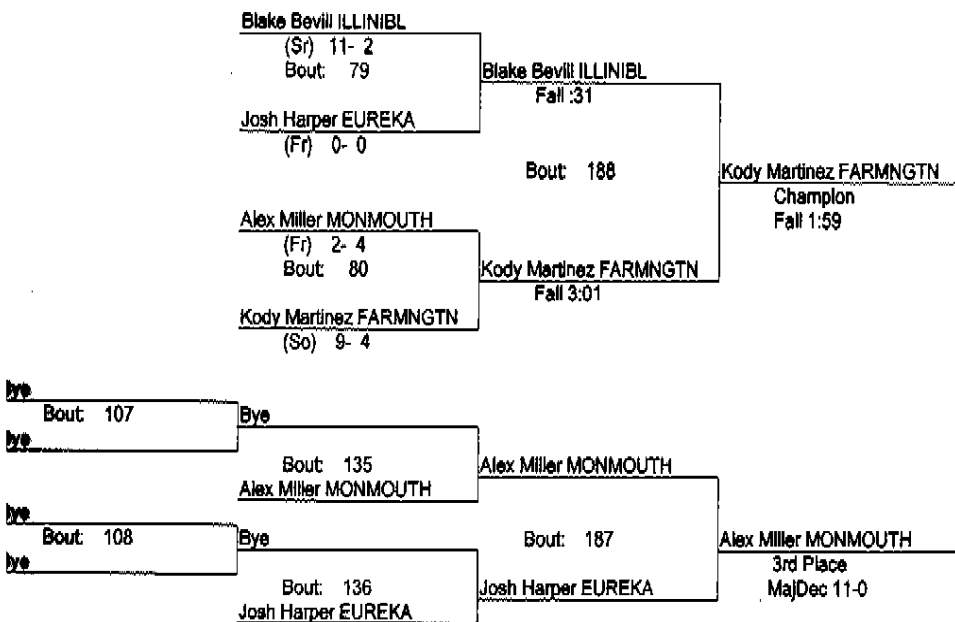 Blake Bevill ILLINIBL
(Sr) 11- 2
Bout: 79
Blake Bevill ILLINIBL
Fall :31
Josh Harper EUREKA
(Fr) 0- 0
Bout: 188
Kody Martinez FARMNGTN
Champion
Fall 1:59
Alex Miller MONMOUTH
(Fr) 2- 4
Bout: 80
Kody Martinez FARMNGTN
Fall 3:01
Kody Martinez FARMNGTN
(So) 9- 4
Bye
Bout: 107
Bye
Bye
Bout: 135
Alex Miller MONMOUTH
Alex Miller MONMOUTH
Bye
Bout: 108
Bye
Bye
Bout: 187
Alex Miller MONMOUTH
3rd Place
MajDec 11-0
Bout: 136
Josh Harper EUREKA
Josh Harper EUREKA